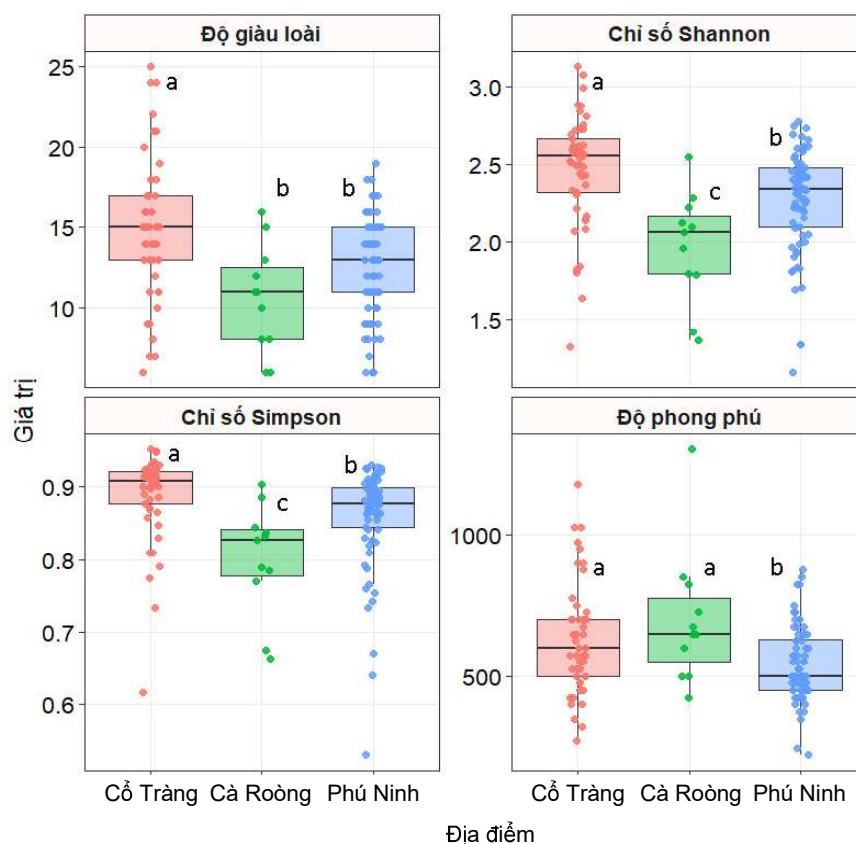 Độ giàu loài
25
20
15
10
a
b
b
Chỉ số Shannon
3.0
2.5
2.0
1.5
a
c
b
Giá trị
Chỉ số Simpson
0.9
0.8
0.7
0.6
a
c
b
Độ phong phú
1000
500
a
a
b
Cổ Tràng Cà Roòng Phú Ninh
Cổ Tràng Cà Roòng Phú Ninh
Địa điểm